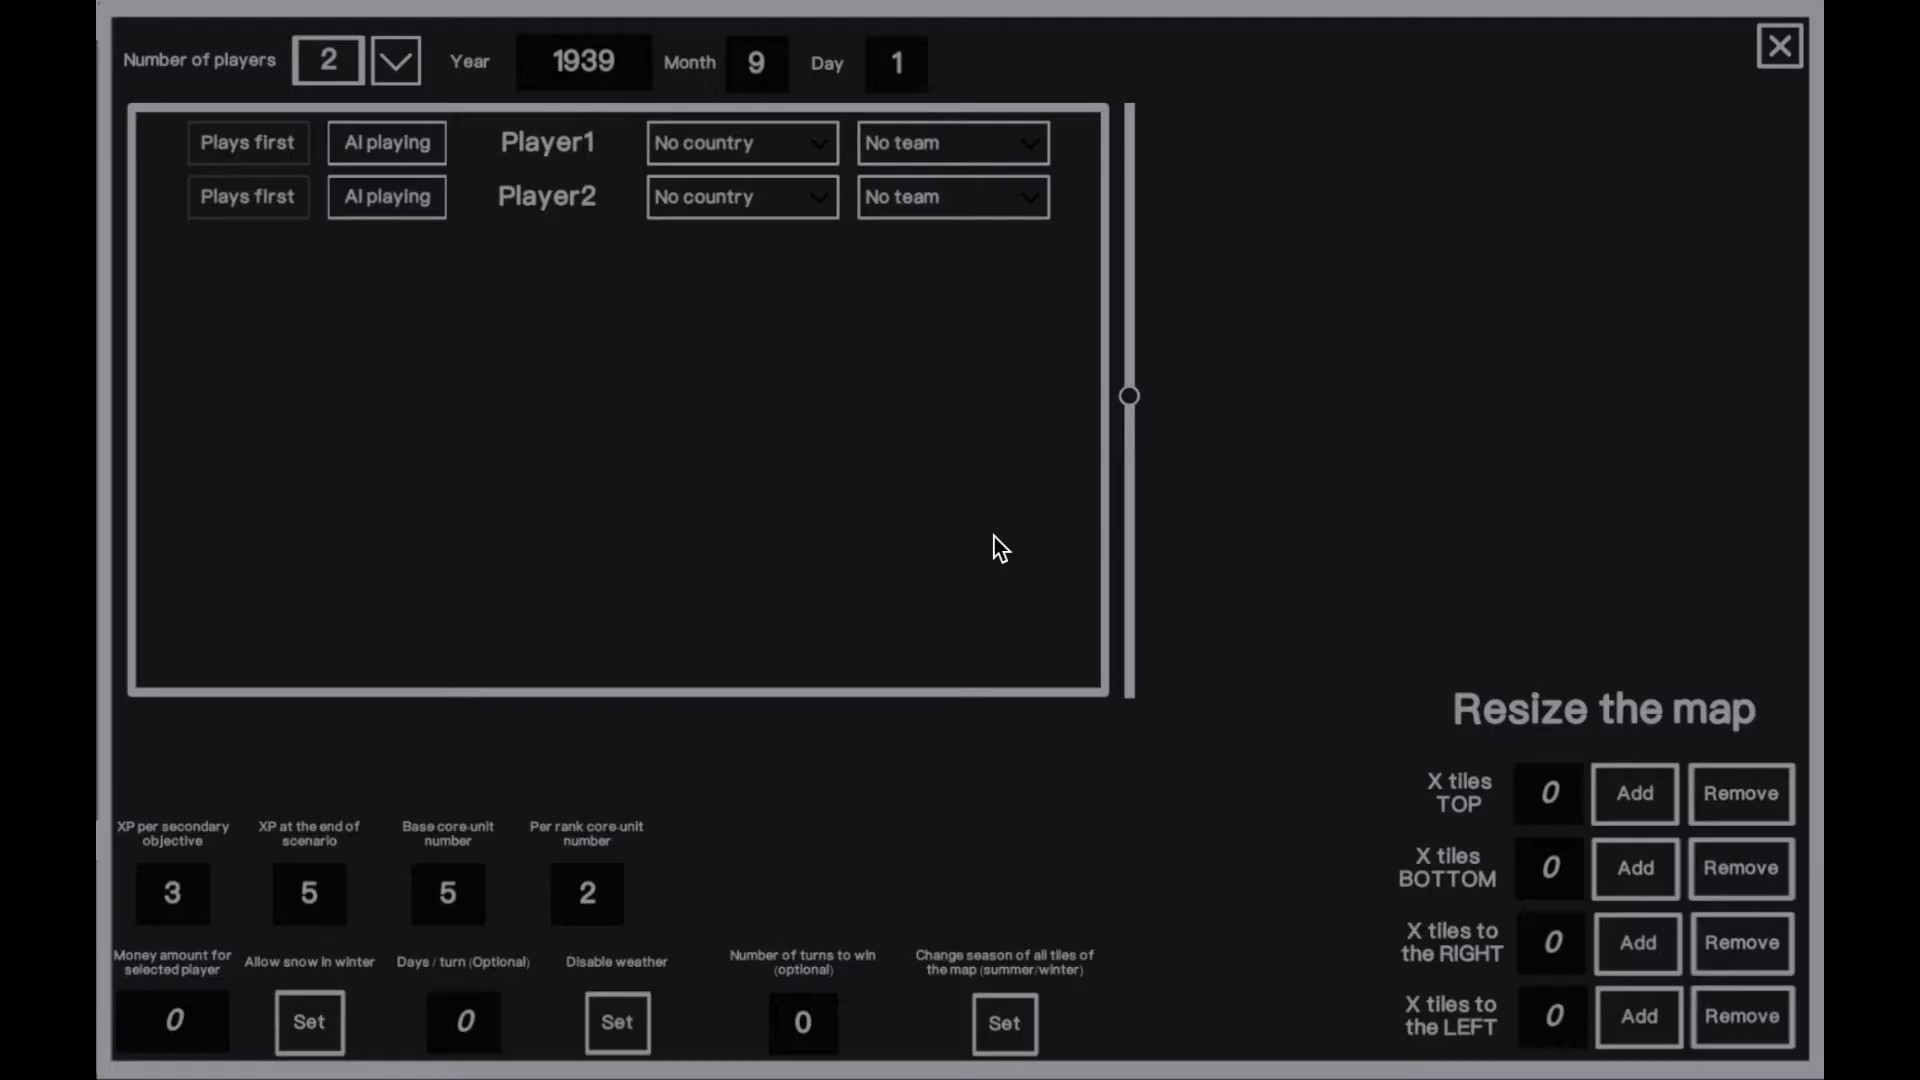 Number of players 2 Year 1939 Month 9 Day 1
Plays first AI playing Player1 No country No team
Plays first AI playing Player2 No country No team
Resize the map
X tiles
TOP
0 Add Remove
X tiles
BOTTOM
0 Add Remove
X tiles to
the RIGHT
0 Add Remove
X tiles to
the LEFT
0 Add Remove
XP per secondary
objective
3
XP at the end of
scenario
5
Base core-unit
number
5
Per rank core-unit
number
2
Money amount for
selected player
0
Allow snow in winter
Set
Days / turn (Optional)
0
Disable weather
Set
Number of turns to win
(optional)
0
Change season of all tiles of
the map (summer/winter)
Set